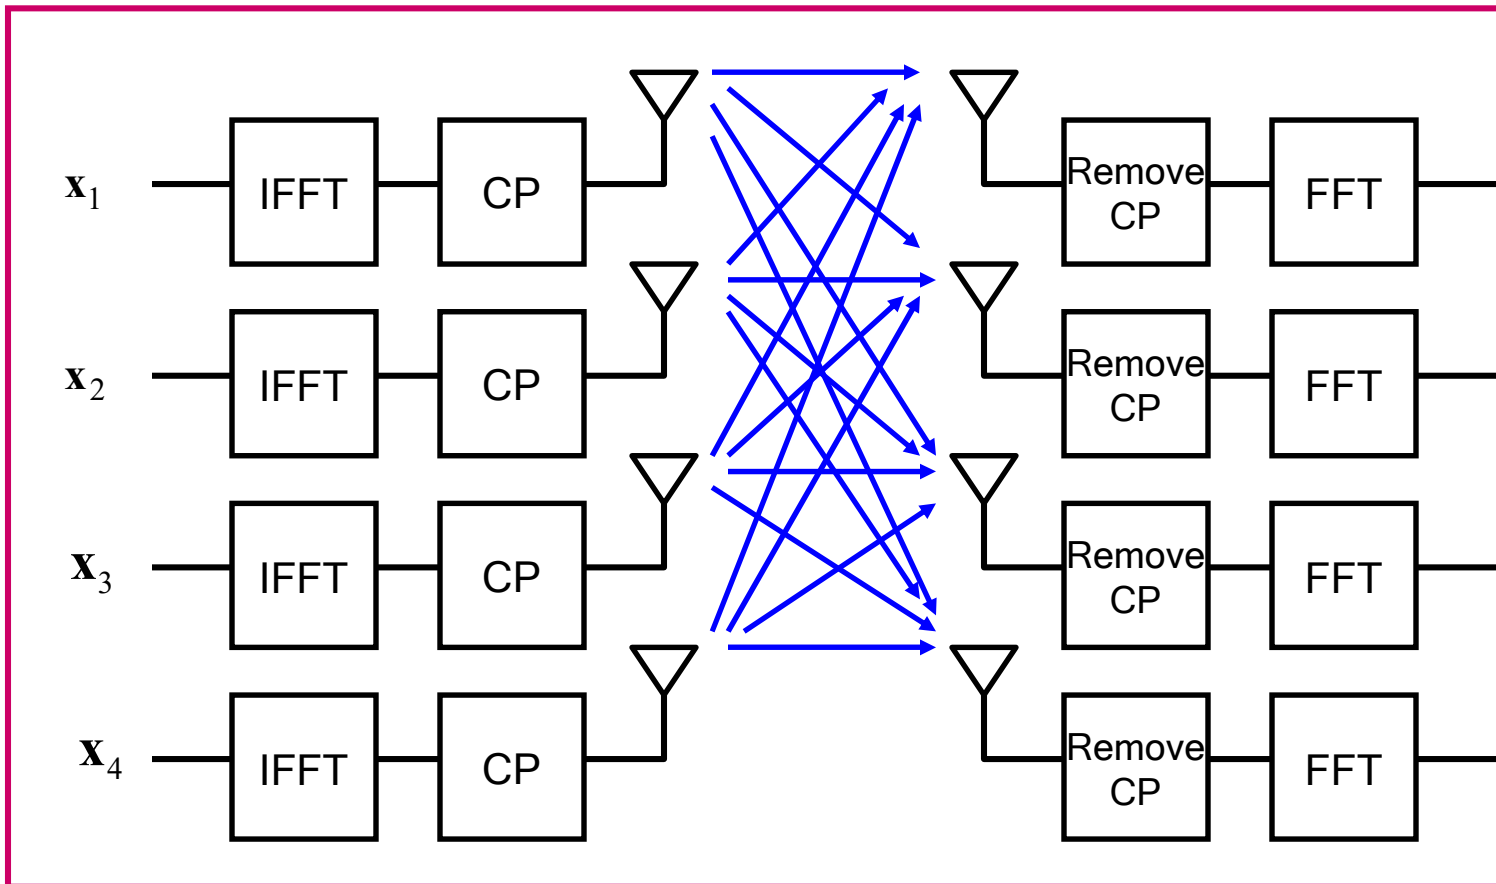 x1 IFFT CP Remove CP FFT
x2 IFFT CP Remove CP FFT
x3 IFFT CP Remove CP FFT
x4 IFFT CP Remove CP FFT